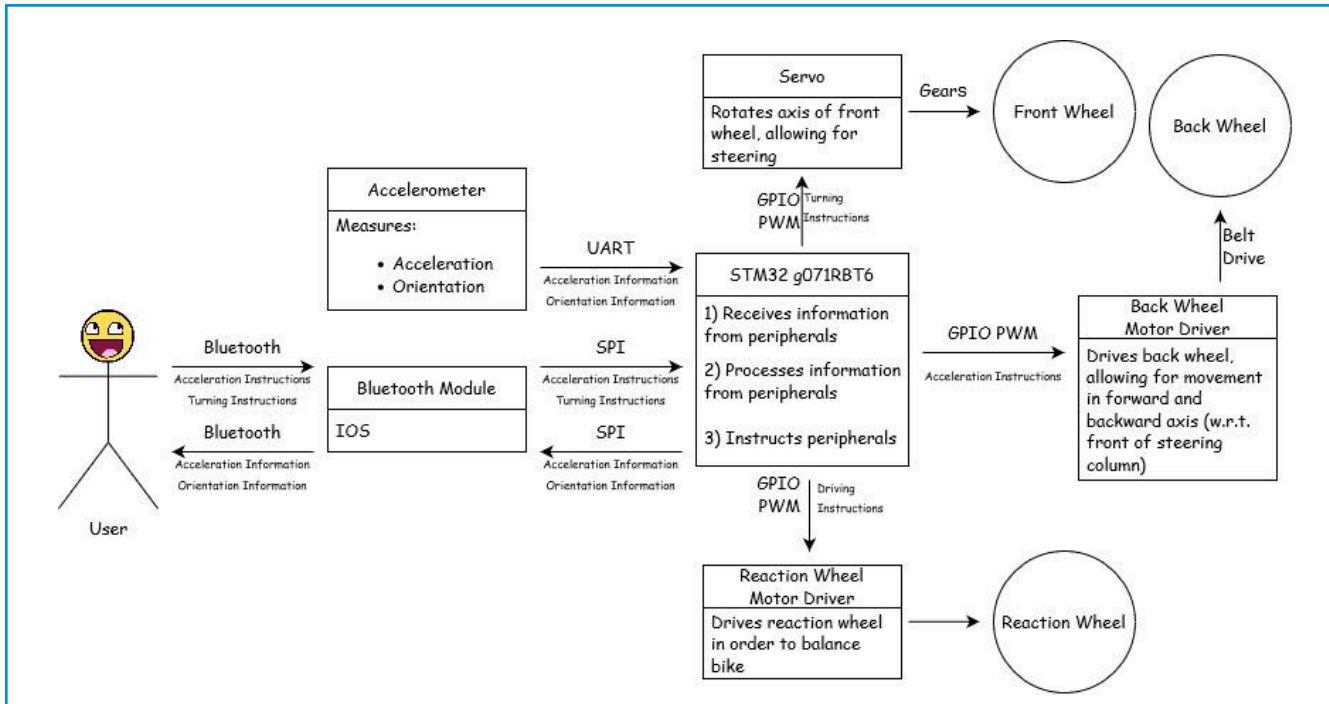 Servo
Rotates axis of front
wheel, allowing for
steering
Gears
Front Wheel
Back Wheel
Accelerometer
Measures:
• Acceleration
• Orientation
UART
Acceleration Information
Orientation Information
GPIO
PWM
Turning
Instructions
STM32 g071RBT6
1) Receives information
from peripherals
2) Processes information
from peripherals
3) Instructs peripherals
Belt
Drive
GPIO PWM
Acceleration Instructions
Back Wheel
Motor Driver
Drives back wheel,
allowing for movement
in forward and
backward axis (w.r.t.
front of steering
column)
User
Bluetooth
Acceleration Instructions
Turning Instructions
Bluetooth
Acceleration Information
Orientation Information
Bluetooth Module
IOS
SPI
Acceleration Instructions
Turning Instructions
SPI
Acceleration Information
Orientation Information
GPIO
PWM
Driving
Instructions
Reaction Wheel
Motor Driver
Drives reaction wheel
in order to balance
bike
Reaction Wheel